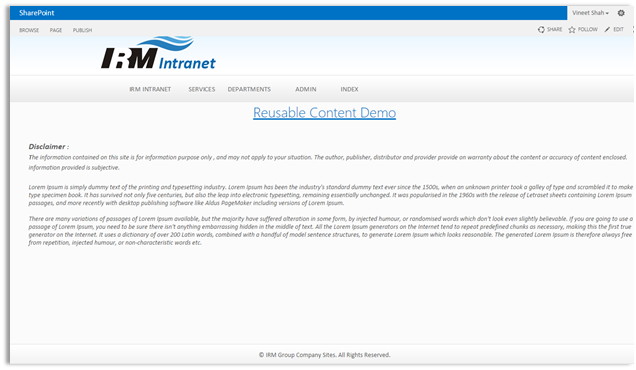 SharePoint
Vineet Shah
BROWSE PAGE PUBLISH
SHARE FOLLOW EDIT
IRM Intranet
IRM INTRANET SERVICES DEPARTMENTS ADMIN INDEX
Reusable Content Demo
Disclaimer :
The information contained on this site is for information purpose only , and may not apply to your situation. The author, publisher, distributor and provider provide on warranty about the content or accuracy of content enclosed.
information provided is subjective.
Lorem Ipsum is simply dummy text of the printing and typesetting industry. Lorem Ipsum has been the industry's standard dummy text ever since the 1500s, when an unknown printer took a galley of type and scrambled it to make
type specimen book. It has survived not only five centuries, but also the leap into electronic typesetting, remaining essentially unchanged. It was popularised in the 1960s with the release of Letraset sheets containing Lorem Ipsum
passages, and more recently with desktop publishing software like Aldus PageMaker including versions of Lorem Ipsum.
There are many variations of passages of Lorem Ipsum available, but the majority have suffered alteration in some form, by injected humour, or randomised words which don't look even slightly believable. If you are going to use a
passage of Lorem Ipsum, you need to be sure there isn't anything embarrassing hidden in the middle of text. All the Lorem Ipsum generators on the Internet tend to repeat predefined chunks as necessary, making this the first true
generator on the Internet. It uses a dictionary of over 200 Latin words, combined with a handful of model sentence structures, to generate Lorem Ipsum which looks reasonable. The generated Lorem Ipsum is therefore always free
from repetition, injected humour, or non-characteristic words etc.
© IRM Group Company Sites. All Rights Reserved.